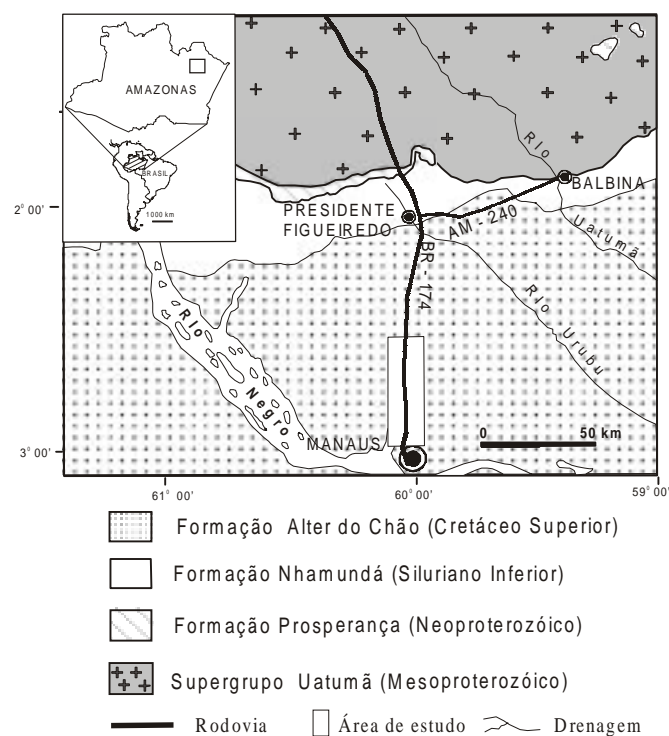 AMAZONAS
BRASIL
1000 km
2° 00'
3° 00'
PRESIDENTE
FIGUEIREDO
AM - 240
BR - 174
Rio
Uatumã
BALBINA
Rio Urubu
Rio
Negro
MANAUS
0 50 km
61° 00' 60° 00' 59° 00'
Formação Alter do Chão (Cretáceo Superior)
Formação Nhamundá (Siluriano Inferior)
Formação Prosperança (Neoproterozóico)
Supergrupo Uatumã (Mesoproterozóico)
Rodovia Área de estudo Drenagem